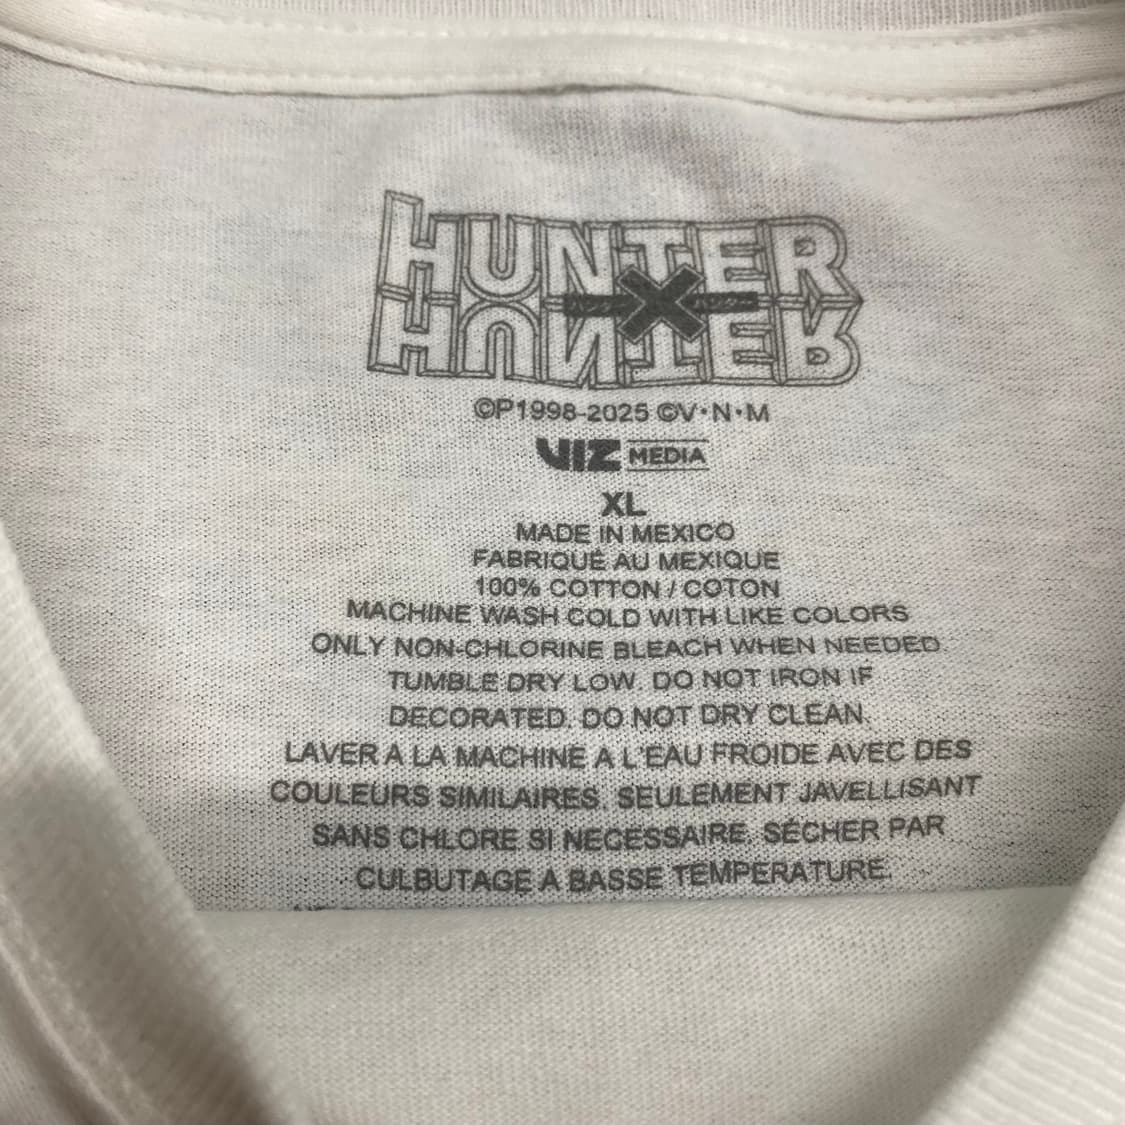 HUNTER
ハンター×ハンター
HUNTER
©P1998-2025 ©V・N・M
VIZ MEDIA
XL
MADE IN MEXICO
FABRIQUÉ AU MEXIQUE
100% COTTON / COTON
MACHINE WASH COLD WITH LIKE COLORS
ONLY NON-CHLORINE BLEACH WHEN NEEDED.
TUMBLE DRY LOW. DO NOT IRON IF
DECORATED. DO NOT DRY CLEAN.
LAVER A LA MACHINE A L'EAU FROIDE AVEC DES
COULEURS SIMILAIRES. SEULEMENT JAVELLISANT
SANS CHLORE SI NECESSAIRE. SÉCHER PAR
CULBUTAGE A BASSE TEMPERATURE.